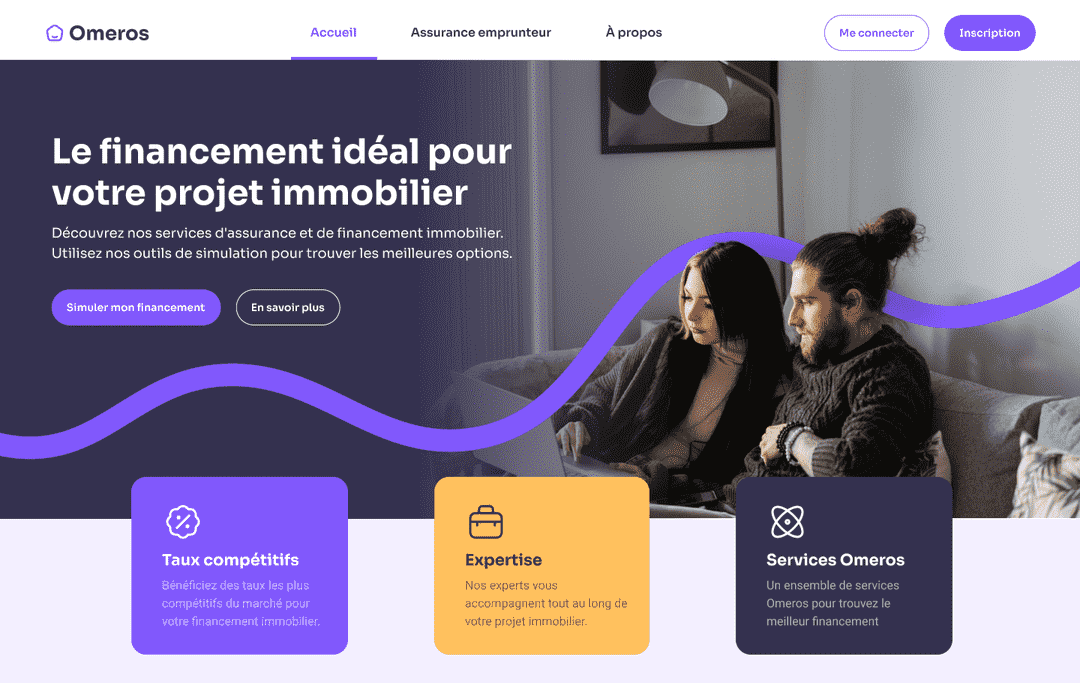 Omeros
Accueil
Assurance emprunteur
À propos
Me connecter
Inscription
Le financement idéal pour
votre projet immobilier
Découvrez nos services d'assurance et de financement immobilier.
Utilisez nos outils de simulation pour trouver les meilleures options.
Simuler mon financement
En savoir plus
Taux compétitifs
Bénéficiez des taux les plus
compétitifs du marché pour
votre financement immobilier.
Expertise
Nos experts vous
accompagnent tout au long de
votre projet immobilier.
Services Omeros
Un ensemble de services
Omeros pour trouvez le
meilleur financement